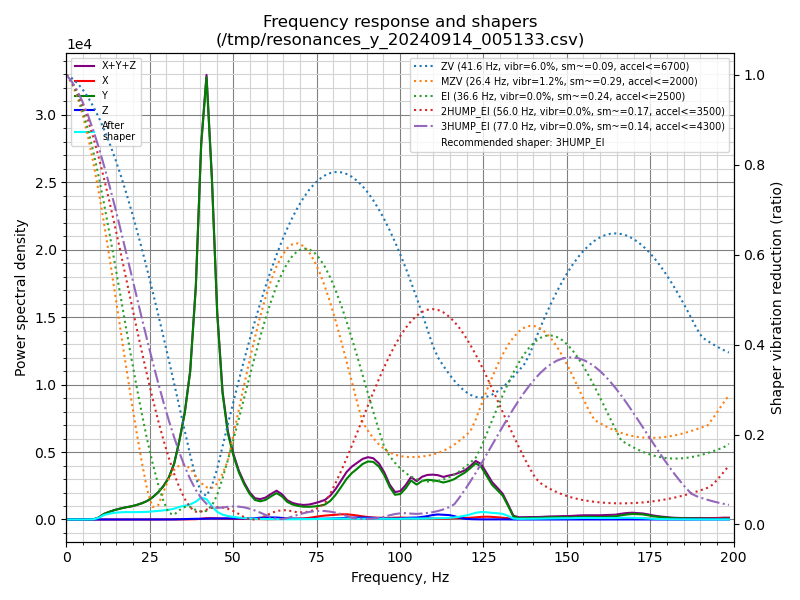 Frequency response and shapers
(/tmp/resonances_y_20240914_005133.csv)
1e4
X+Y+Z
X
Y
Z
After
shaper
ZV (41.6 Hz, vibr=6.0%, sm~=0.09, accel<=6700)
MZV (26.4 Hz, vibr=1.2%, sm~=0.29, accel<=2000)
EI (36.6 Hz, vibr=0.0%, sm~=0.24, accel<=2500)
2HUMP_EI (56.0 Hz, vibr=0.0%, sm~=0.17, accel<=3500)
3HUMP_EI (77.0 Hz, vibr=0.0%, sm~=0.14, accel<=4300)
Recommended shaper: 3HUMP_EI
Power spectral density
3.0
2.5
2.0
1.5
1.0
0.5
0.0
1.0
0.8
0.6
0.4
0.2
0.0
Shaper vibration reduction (ratio)
0 25 50 75 100 125 150 175 200
Frequency, Hz